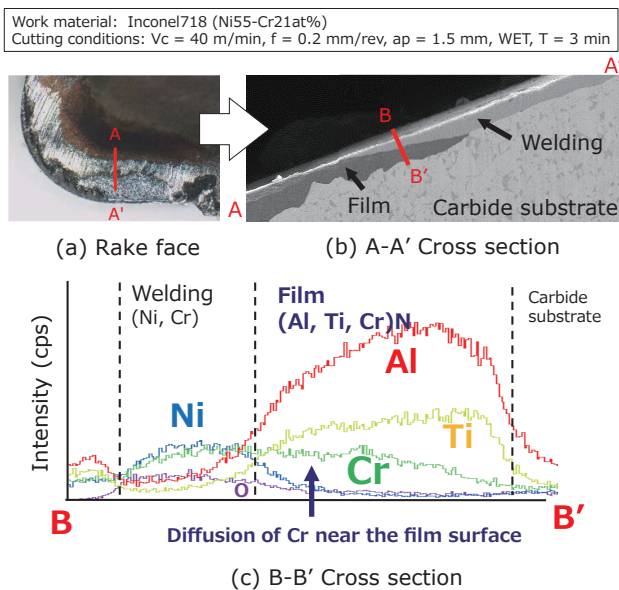 Work material: Inconel718 (Ni55-Cr21at%)
Cutting conditions: Vc = 40 m/min, f = 0.2 mm/rev, ap = 1.5 mm, WET, T = 3 min
A
A'
(a) Rake face
A'
B
Welding
B'
Film
A
Carbide substrate
(b) A-A' Cross section
Intensity (cps)
Welding
(Ni, Cr)
Film
(Al, Ti, Cr)N
Carbide
substrate
Al
Ni
Ti
Cr
O
B
B'
Diffusion of Cr near the film surface
(c) B-B' Cross section